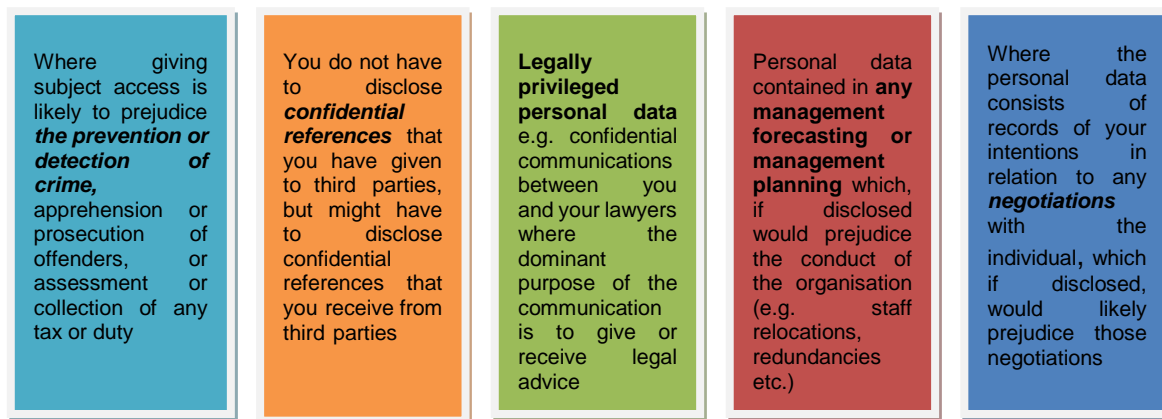 Where giving
subject access is
likely to prejudice
the prevention or
detection of
crime,
apprehension or
prosecution of
offenders, or
assessment or
collection of any
tax or duty
You do not have
to disclose
confidential
references that
you have given
to third parties,
but might have
to disclose
confidential
references that
you receive from
third parties
Legally
privileged
personal data
e.g. confidential
communications
between you
and your lawyers
where the
dominant
purpose of the
communication
is to give or
receive legal
advice
Personal data
contained in any
management
forecasting or
management
planning which,
if disclosed
would prejudice
the conduct of
the organisation
(e.g. staff
relocations,
redundancies
etc.)
Where the
personal data
consists of
records of your
intentions in
relation to any
negotiations
with the
individual, which
if disclosed,
would likely
prejudice those
negotiations